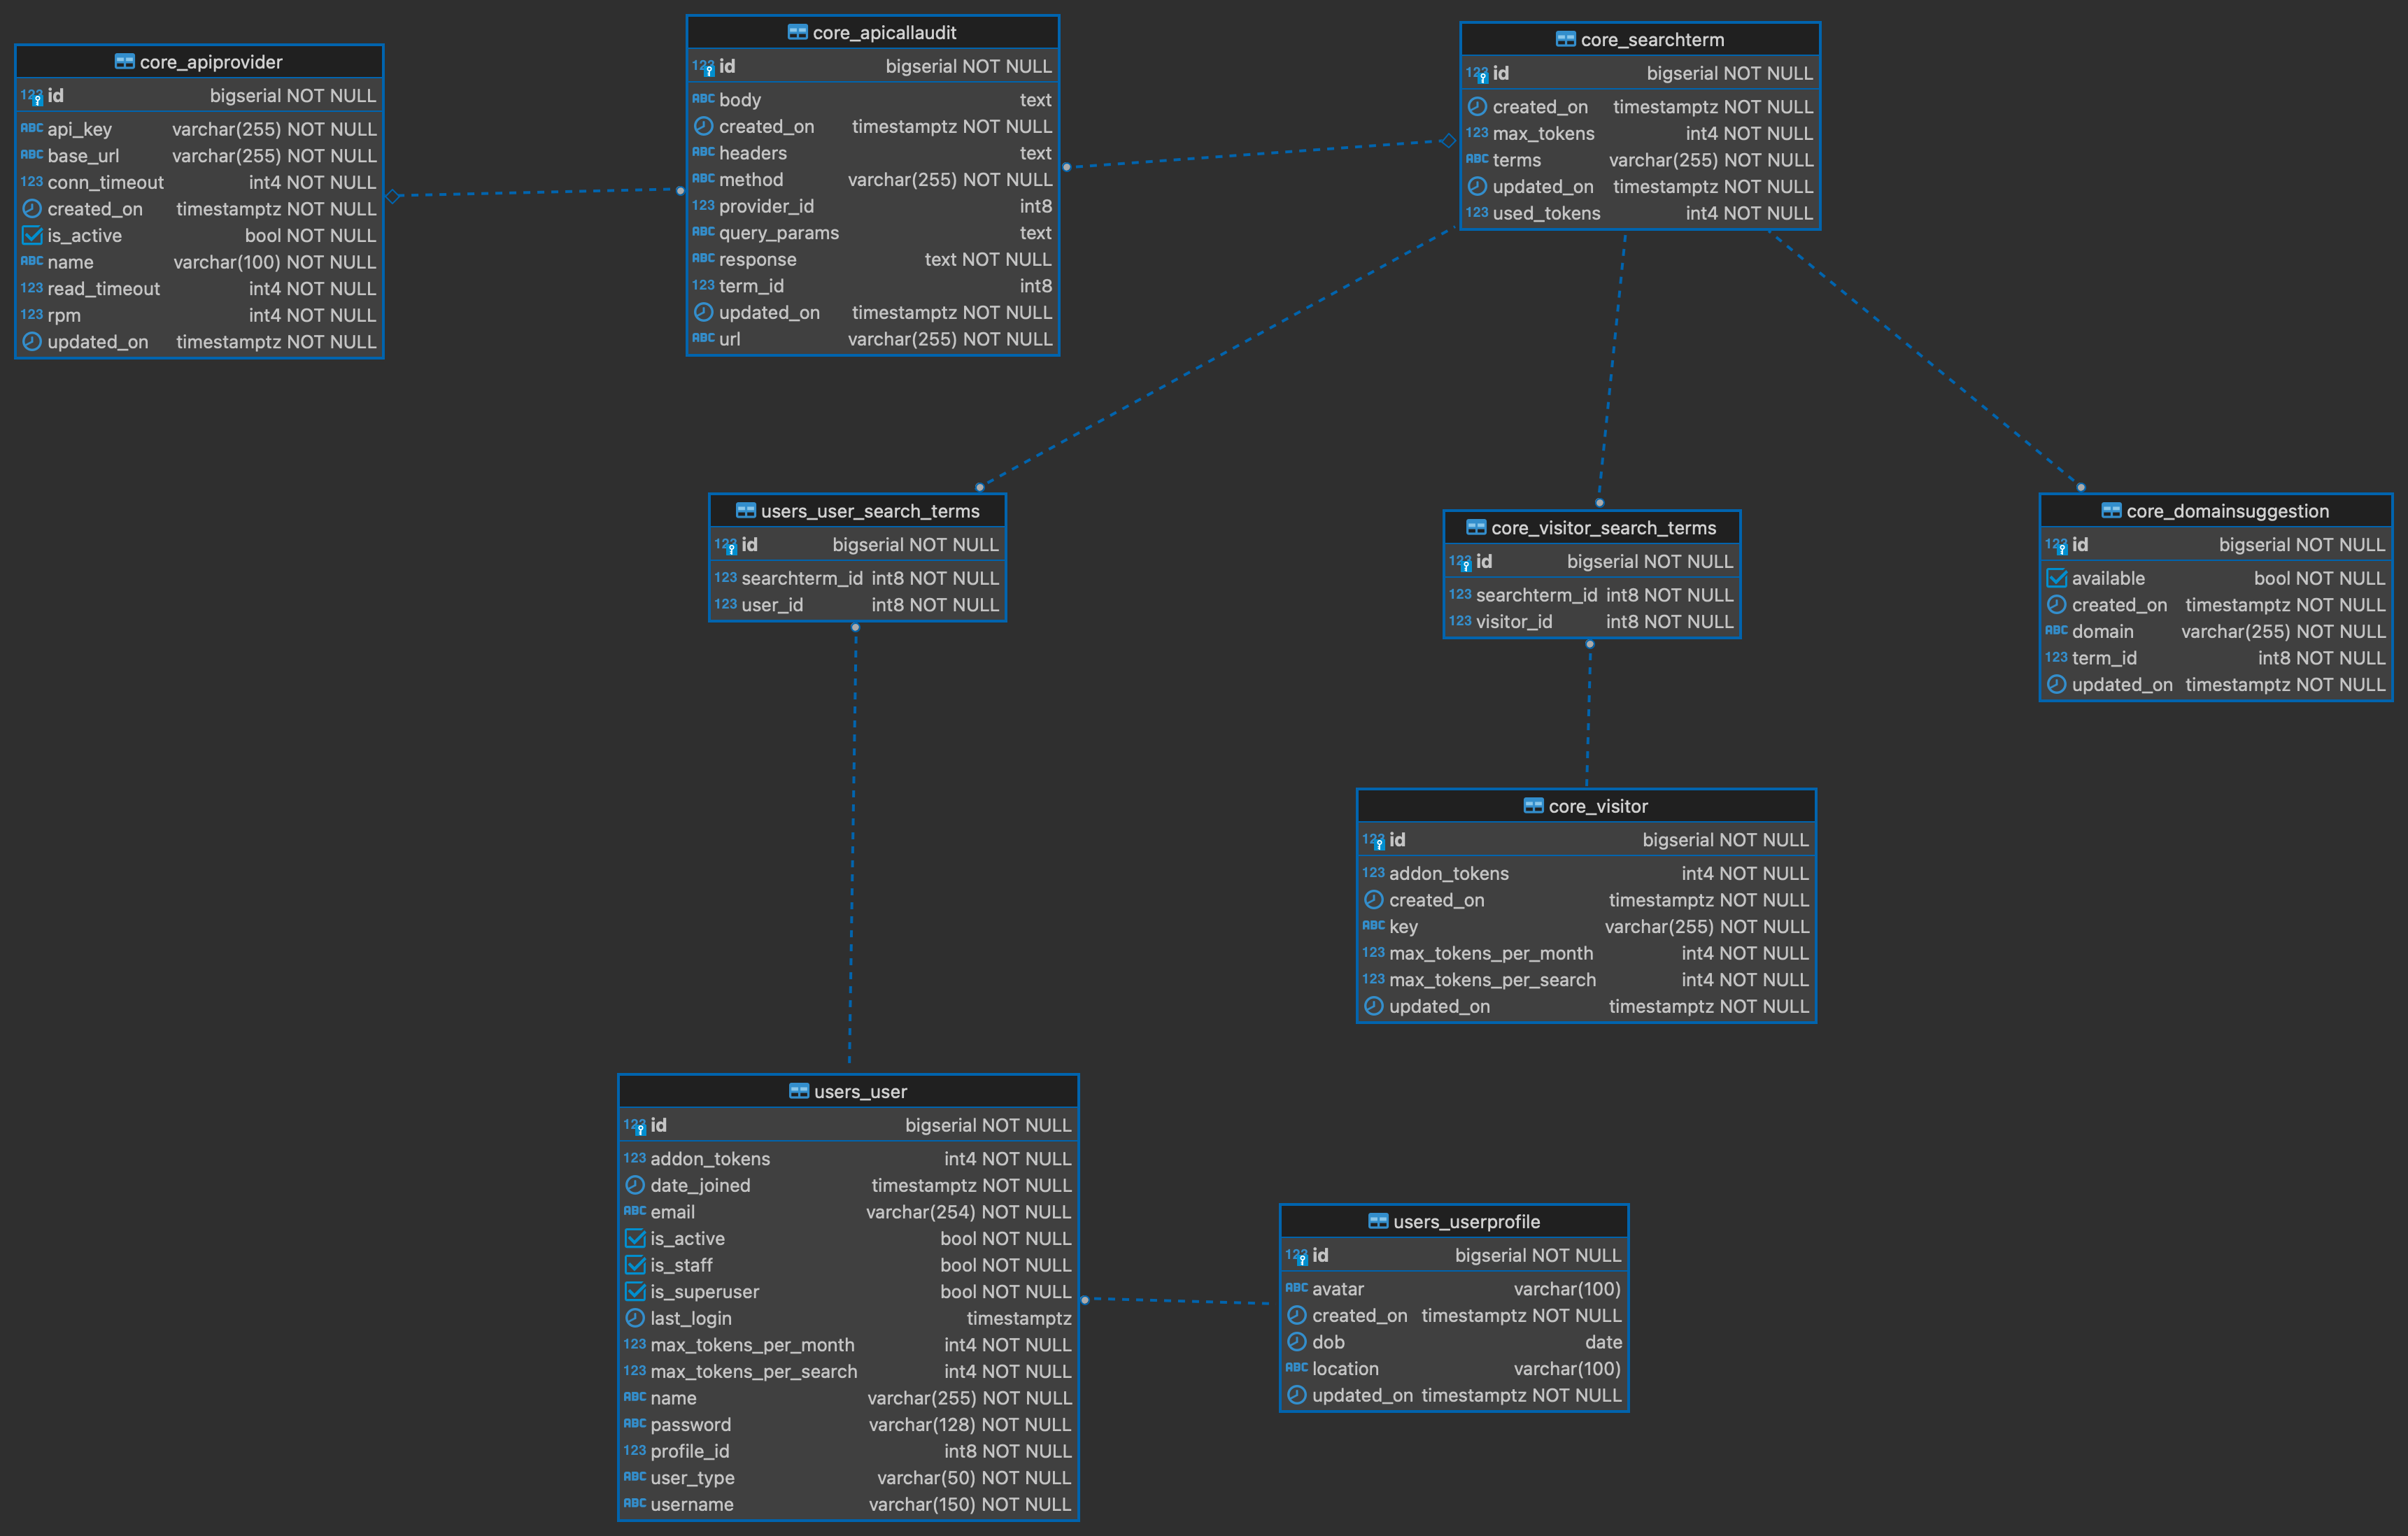 core_apiprovider
123 id bigserial NOT NULL
ABC api_key varchar(255) NOT NULL
ABC base_url varchar(255) NOT NULL
123 conn_timeout int4 NOT NULL
created_on timestamptz NOT NULL
is_active bool NOT NULL
ABC name varchar(100) NOT NULL
123 read_timeout int4 NOT NULL
123 rpm int4 NOT NULL
updated_on timestamptz NOT NULL
core_apicallaudit
123 id bigserial NOT NULL
ABC body text
created_on timestamptz NOT NULL
ABC headers text
ABC method varchar(255) NOT NULL
123 provider_id int8
ABC query_params text
ABC response text NOT NULL
123 term_id int8
updated_on timestamptz NOT NULL
ABC url varchar(255) NOT NULL
core_searchterm
123 id bigserial NOT NULL
created_on timestamptz NOT NULL
123 max_tokens int4 NOT NULL
ABC terms varchar(255) NOT NULL
updated_on timestamptz NOT NULL
123 used_tokens int4 NOT NULL
users_user_search_terms
123 id bigserial NOT NULL
123 searchterm_id int8 NOT NULL
123 user_id int8 NOT NULL
core_visitor_search_terms
123 id bigserial NOT NULL
123 searchterm_id int8 NOT NULL
123 visitor_id int8 NOT NULL
core_domainsuggestion
123 id bigserial NOT NULL
available bool NOT NULL
created_on timestamptz NOT NULL
ABC domain varchar(255) NOT NULL
123 term_id int8 NOT NULL
updated_on timestamptz NOT NULL
core_visitor
123 id bigserial NOT NULL
123 addon_tokens int4 NOT NULL
created_on timestamptz NOT NULL
ABC key varchar(255) NOT NULL
123 max_tokens_per_month int4 NOT NULL
123 max_tokens_per_search int4 NOT NULL
updated_on timestamptz NOT NULL
users_user
123 id bigserial NOT NULL
123 addon_tokens int4 NOT NULL
date_joined timestamptz NOT NULL
ABC email varchar(254) NOT NULL
is_active bool NOT NULL
is_staff bool NOT NULL
is_superuser bool NOT NULL
last_login timestamptz
123 max_tokens_per_month int4 NOT NULL
123 max_tokens_per_search int4 NOT NULL
ABC name varchar(255) NOT NULL
ABC password varchar(128) NOT NULL
123 profile_id int8 NOT NULL
ABC user_type varchar(50) NOT NULL
ABC username varchar(150) NOT NULL
users_userprofile
123 id bigserial NOT NULL
ABC avatar varchar(100)
created_on timestamptz NOT NULL
dob date
ABC location varchar(100)
updated_on timestamptz NOT NULL